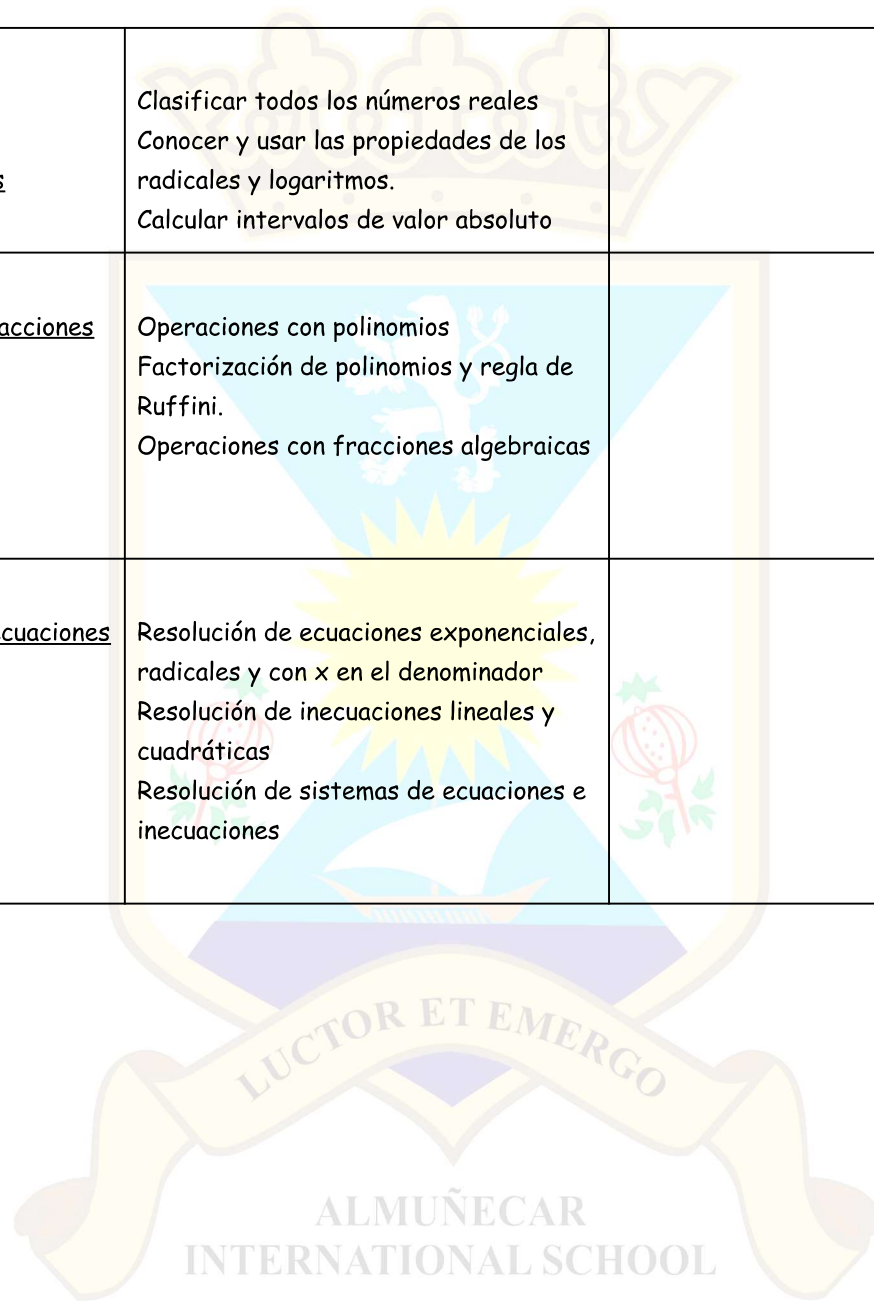 Clasificar todos los números reales
Conocer y usar las propiedades de los
radicales y logaritmos.
Calcular intervalos de valor absoluto
acciones
Operaciones con polinomios
Factorización de polinomios y regla de
Ruffini.
Operaciones con fracciones algebraicas
cuaciones
Resolución de ecuaciones exponenciales,
radicales y con x en el denominador
Resolución de inecuaciones lineales y
cuadráticas
Resolución de sistemas de ecuaciones e
inecuaciones
LUCTOR ET EMERGO
ALMUÑECAR
INTERNATIONAL SCHOOL